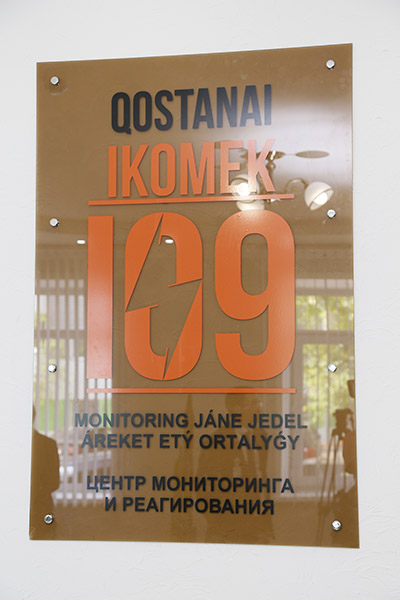 QOSTANAI
IKOMEK
109
MONITORING JÁNE JEDEL
ÁREKET ETÝ ORTALYǴY
ЦЕНТР МОНИТОРИНГА
И РЕАГИРОВАНИЯ